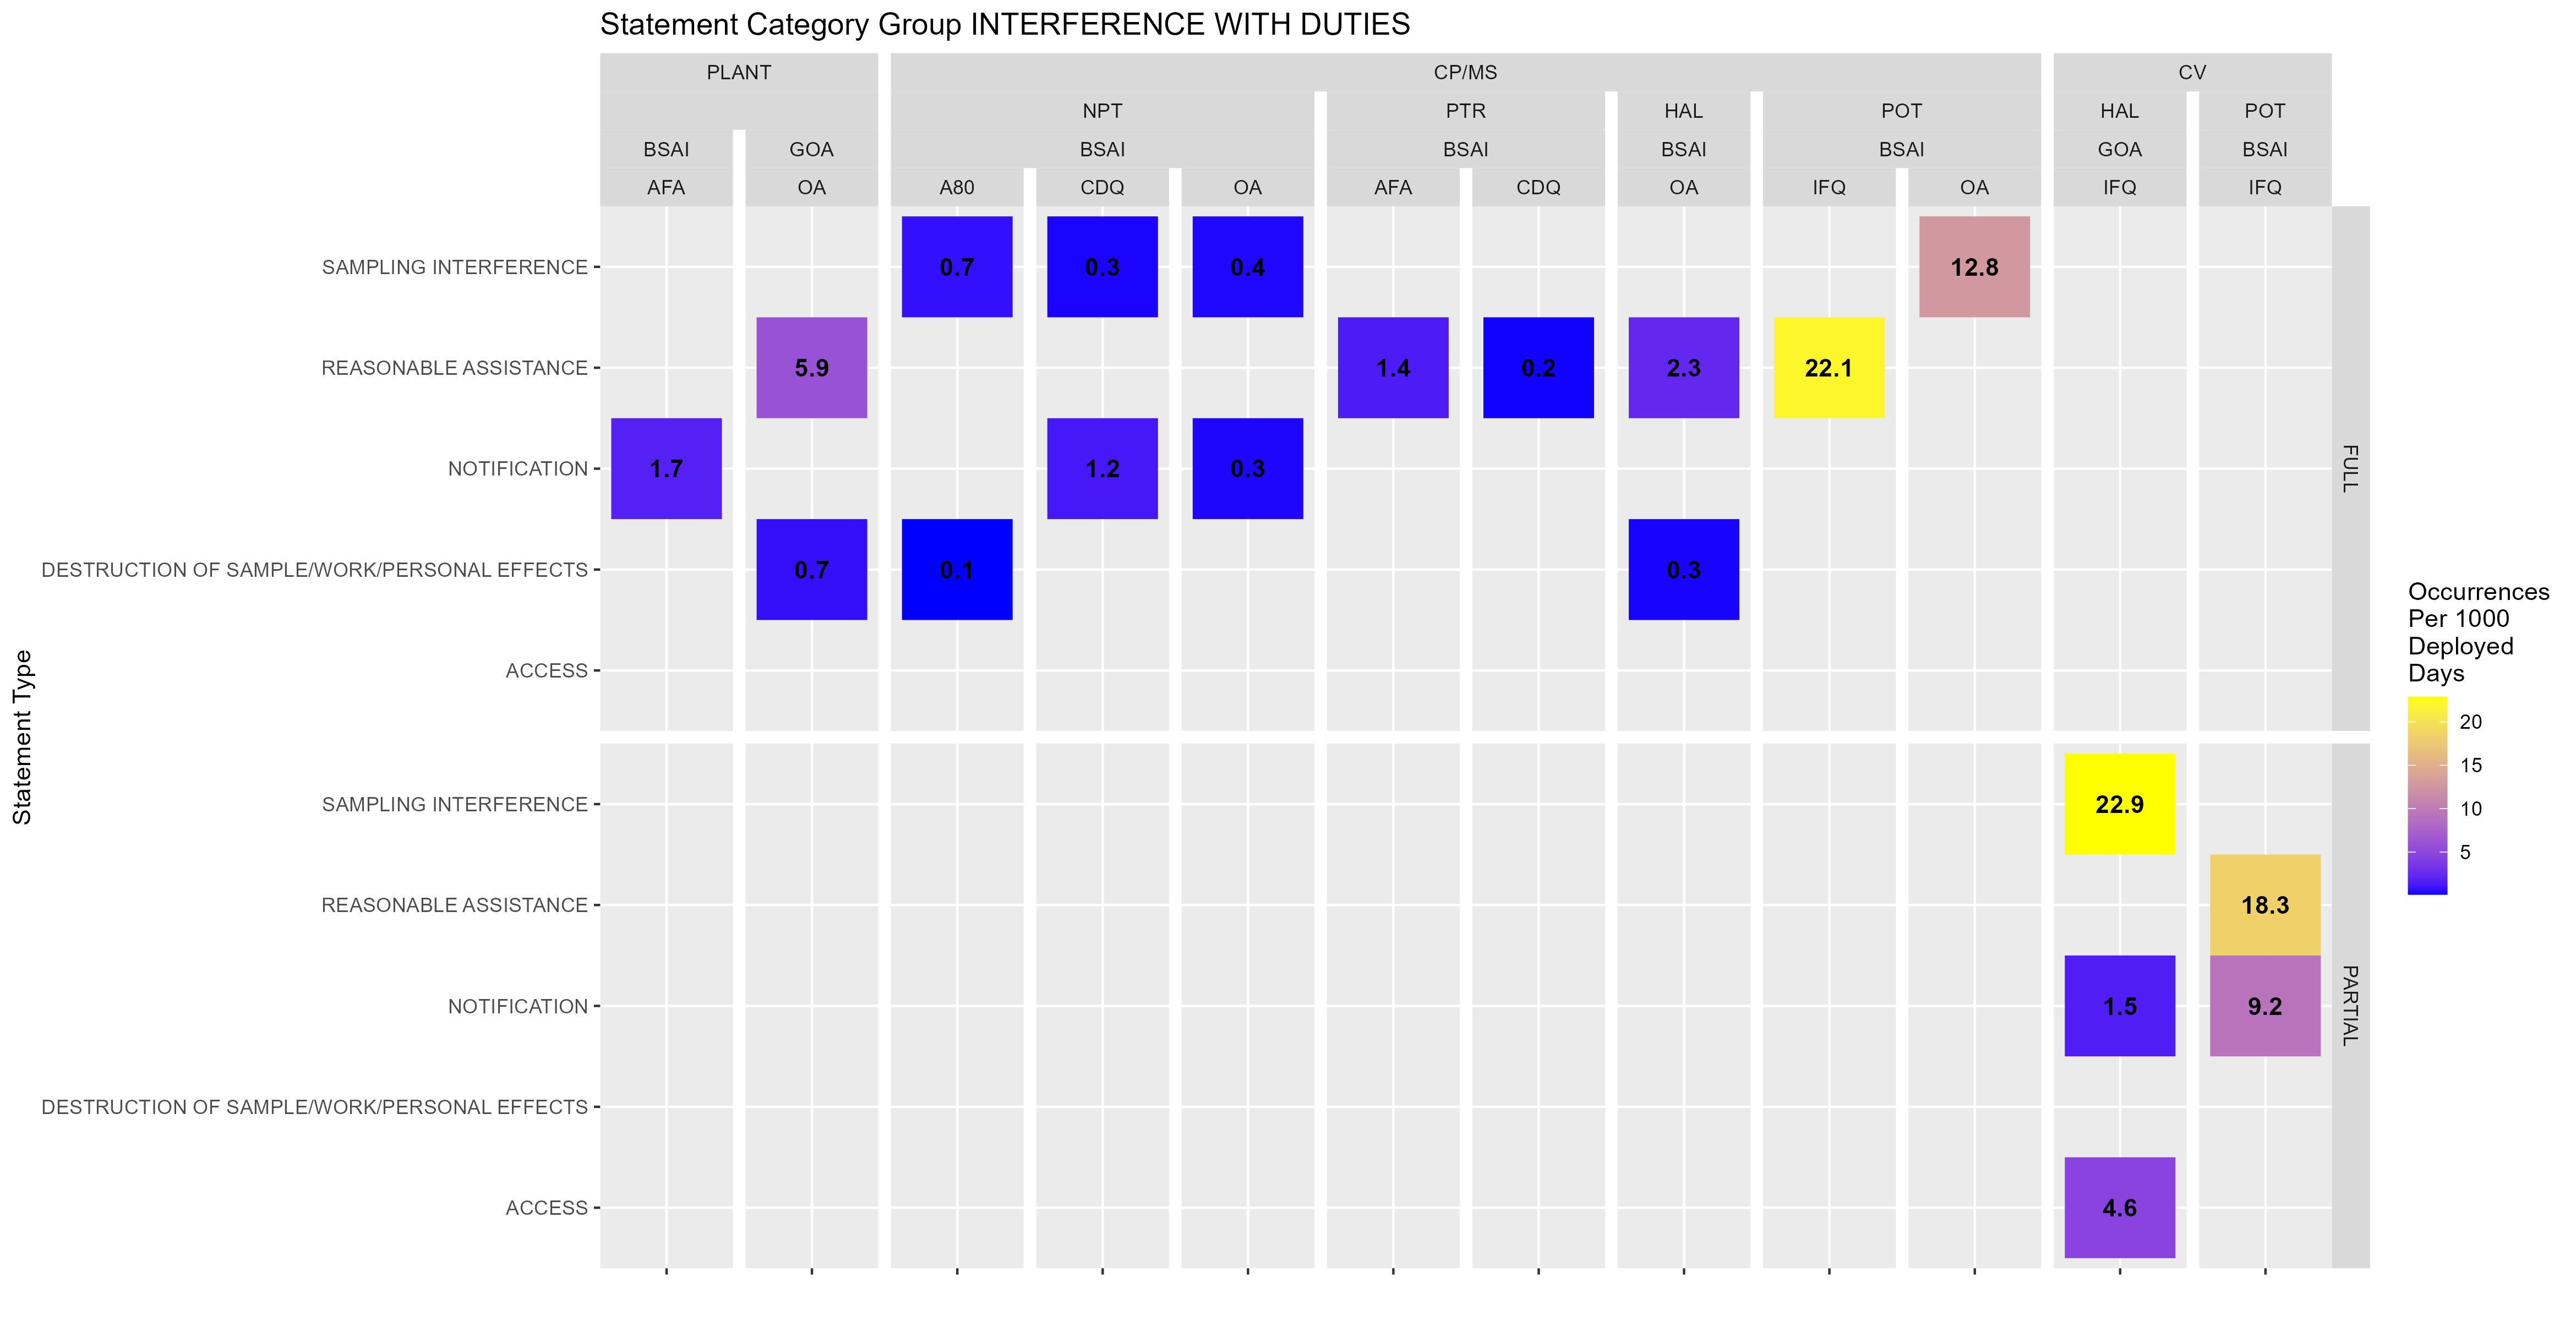 Statement Category Group INTERFERENCE WITH DUTIES
PLANT CP/MS CV
NPT PTR HAL POT HAL POT
BSAI GOA BSAI BSAI BSAI BSAI GOA BSAI
AFA OA A80 CDQ OA AFA CDQ OA IFQ OA IFQ IFQ
SAMPLING INTERFERENCE 0.7 0.3 0.4 12.8
REASONABLE ASSISTANCE 5.9 1.4 0.2 2.3 22.1
NOTIFICATION 1.7 1.2 0.3
DESTRUCTION OF SAMPLE/WORK/PERSONAL EFFECTS 0.7 0.1 0.3
ACCESS
FULL
SAMPLING INTERFERENCE 22.9
REASONABLE ASSISTANCE 18.3
NOTIFICATION 1.5 9.2
DESTRUCTION OF SAMPLE/WORK/PERSONAL EFFECTS
ACCESS 4.6
PARTIAL
Statement Type
Occurrences
Per 1000
Deployed
Days
20
15
10
5